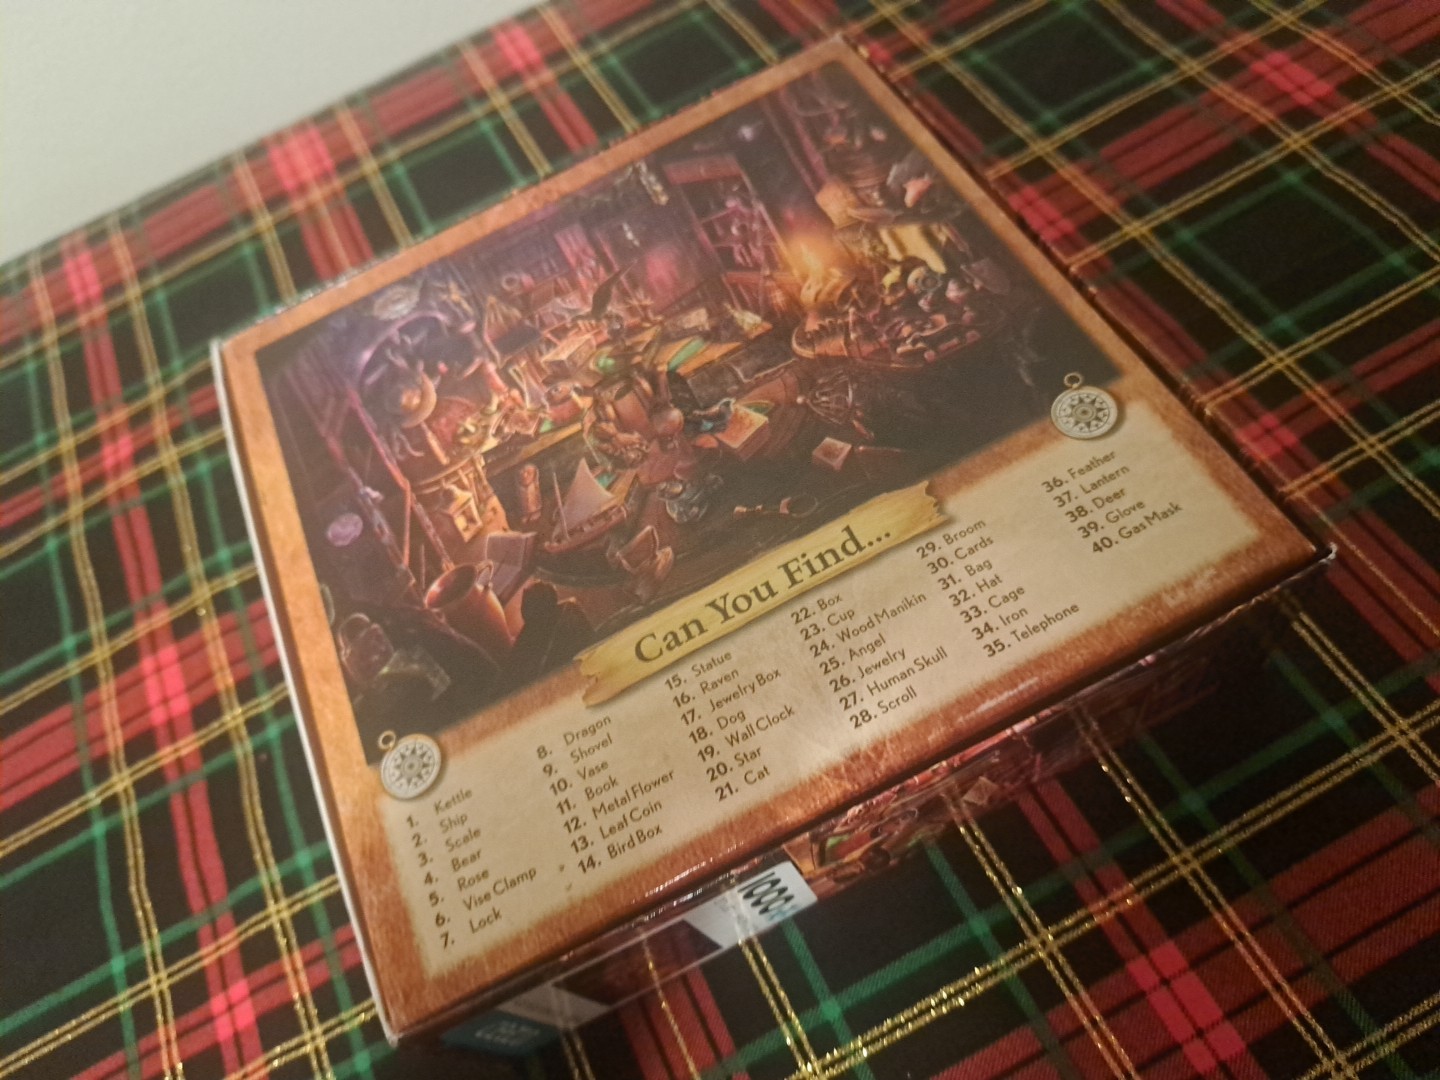 Can You Find...
1. Kettle
2. Ship
3. Scale
4. Bear
5. Rose
6. Vise Clamp
7. Lock
8. Dragon
9. Shovel
10. Vase
11. Book
12. Metal Flower
13. Leaf Coin
14. Bird Box
15. Statue
16. Raven
17. Jewelry Box
18. Dog
19. Wall Clock
20. Star
21. Cat
22. Box
23. Cup
24. Wood Manikin
25. Angel
26. Jewelry
27. Human Skull
28. Scroll
29. Broom
30. Cards
31. Bag
32. Hat
33. Cage
34. Iron
35. Telephone
36. Feather
37. Lantern
38. Deer
39. Glove
40. Gas Mask